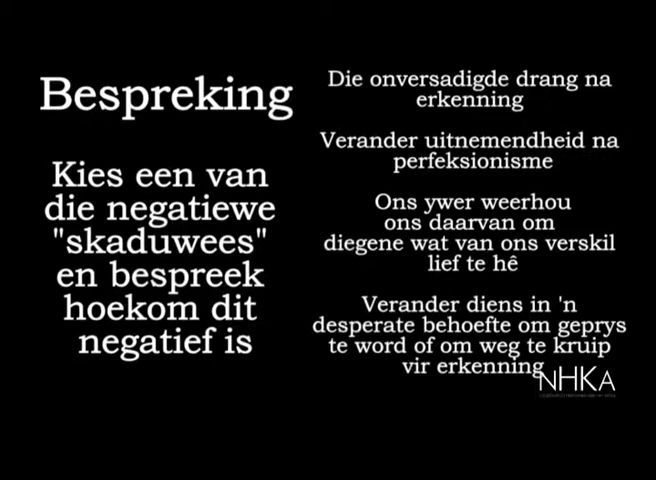 Bespreking
Kies een van
die negatiewe
"skaduwees"
en bespreek
hoekom dit
negatief is
Die onversadigde drang na
erkenning
Verander uitnemendheid na
perfeksionisme
Ons ywer weerhou
ons daarvan om
diegene wat van ons verskil
lief te hê
Verander diens in 'n
desperate behoefte om geprys
te word of om weg te kruip
vir erkenning
NHKA